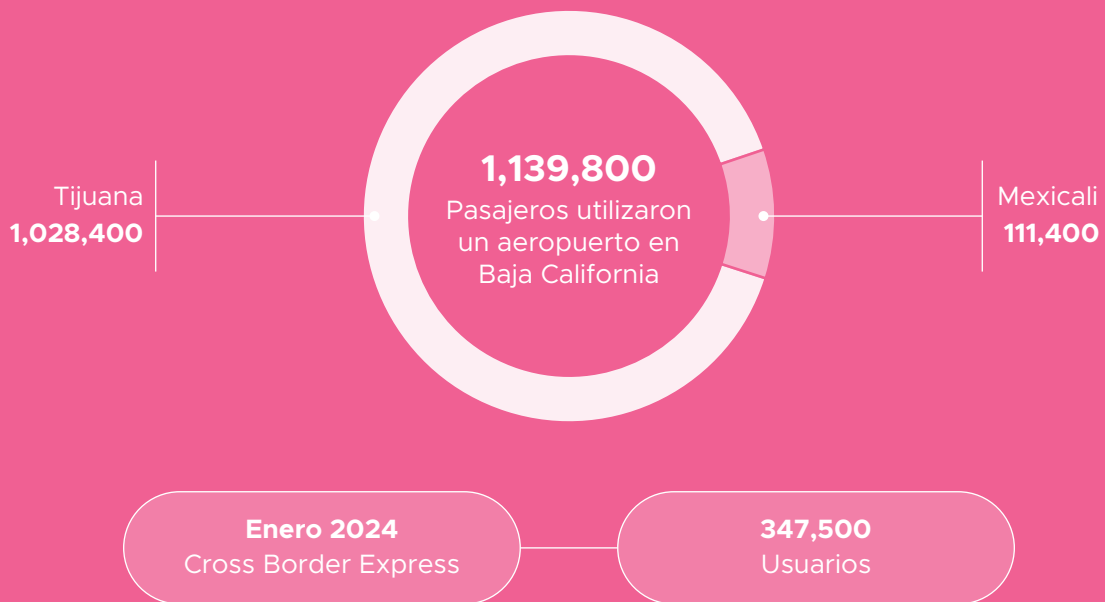 1,139,800
Pasajeros utilizaron
un aeropuerto en
Baja California
Tijuana
1,028,400
Mexicali
111,400
Enero 2024
Cross Border Express
347,500
Usuarios